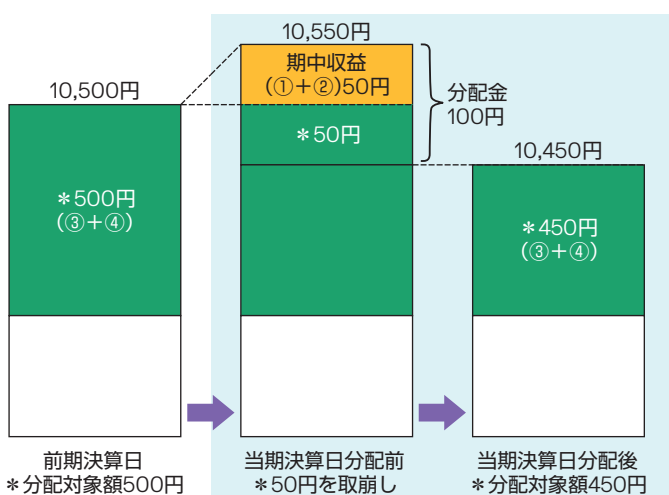 10,550円
期中収益
(①+②)50円
10,500円
分配金
100円
＊50円
10,450円
＊500円
(③+④)
＊450円
(③+④)
前期決算日
＊分配対象額500円
当期決算日分配前
＊50円を取崩し
当期決算日分配後
＊分配対象額450円